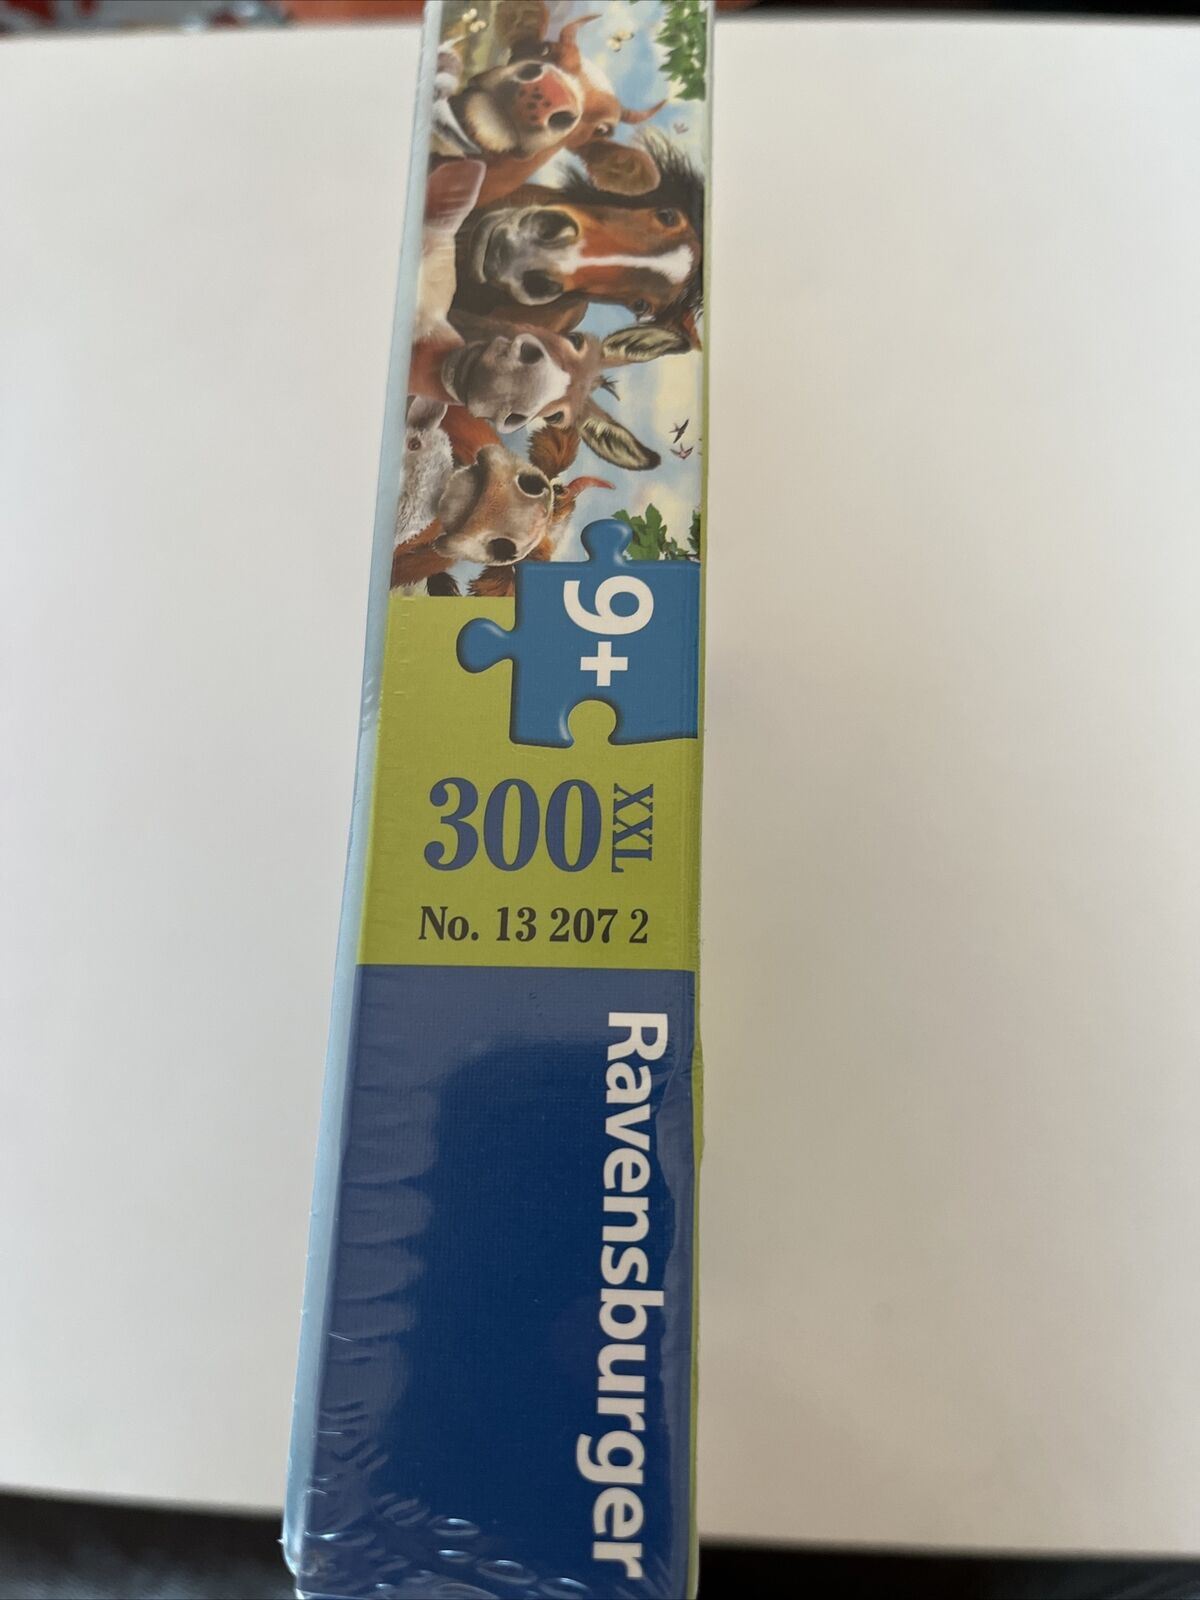 9+
300 XXL
No. 13 207 2
Ravensburger